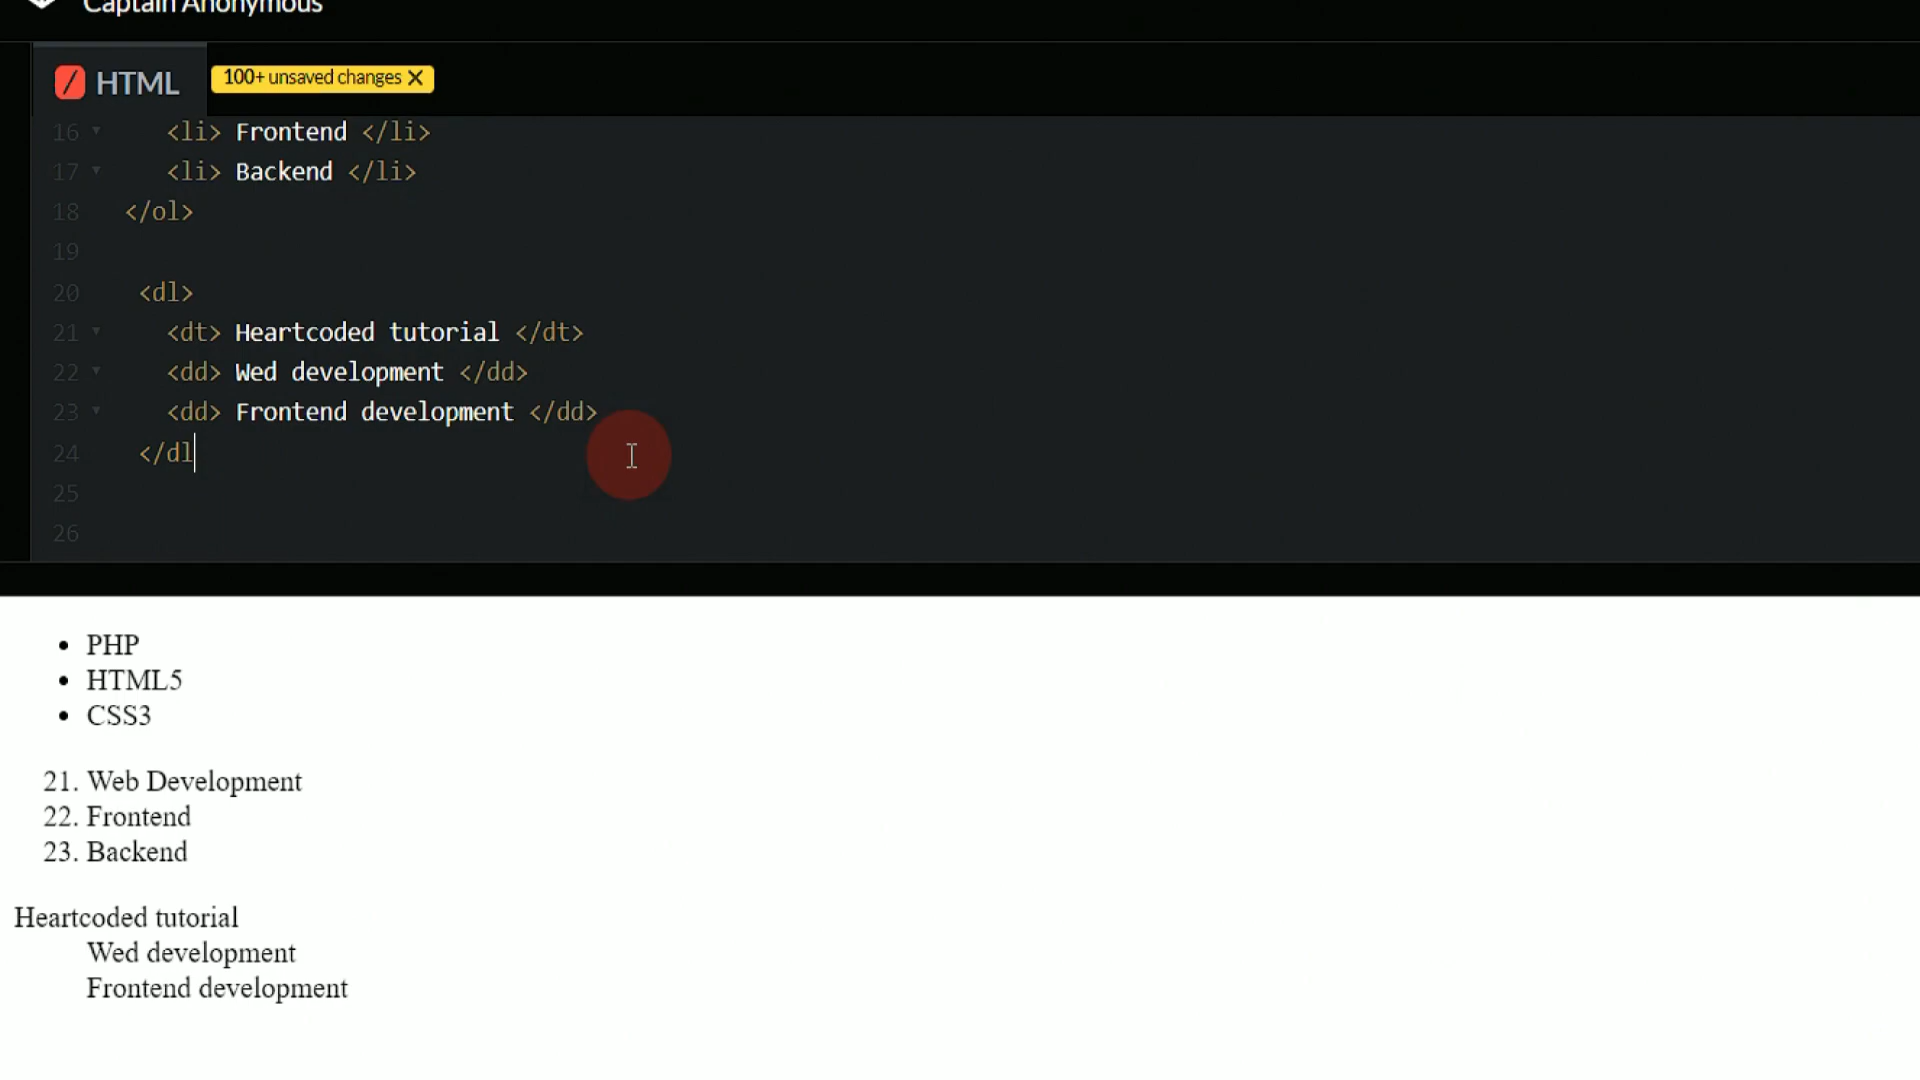 Captain Anonymous
HTML 100+ unsaved changes X
16 <li> Frontend </li>
17 <li> Backend </li>
18 </ol>
19
20 <dl>
21 <dt> Heartcoded tutorial </dt>
22 <dd> Wed development </dd>
23 <dd> Frontend development </dd>
24 </dl
25
26
• PHP
• HTML5
• CSS3
21. Web Development
22. Frontend
23. Backend
Heartcoded tutorial
Wed development
Frontend development